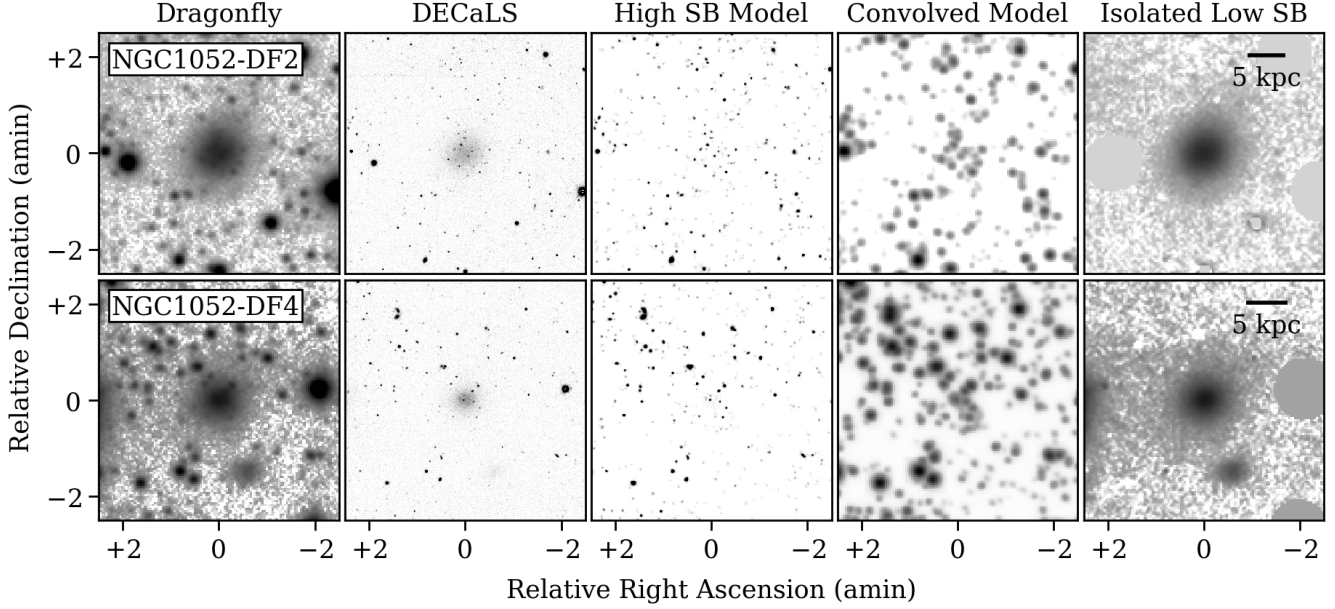 Dragonfly DECaLS High SB Model Convolved Model Isolated Low SB
NGC1052-DF2
5 kpc
+2
0
−2
NGC1052-DF4
5 kpc
+2
0
−2
Relative Declination (amin)
+2 0 −2 +2 0 −2 +2 0 −2 +2 0 −2 +2 0 −2
Relative Right Ascension (amin)